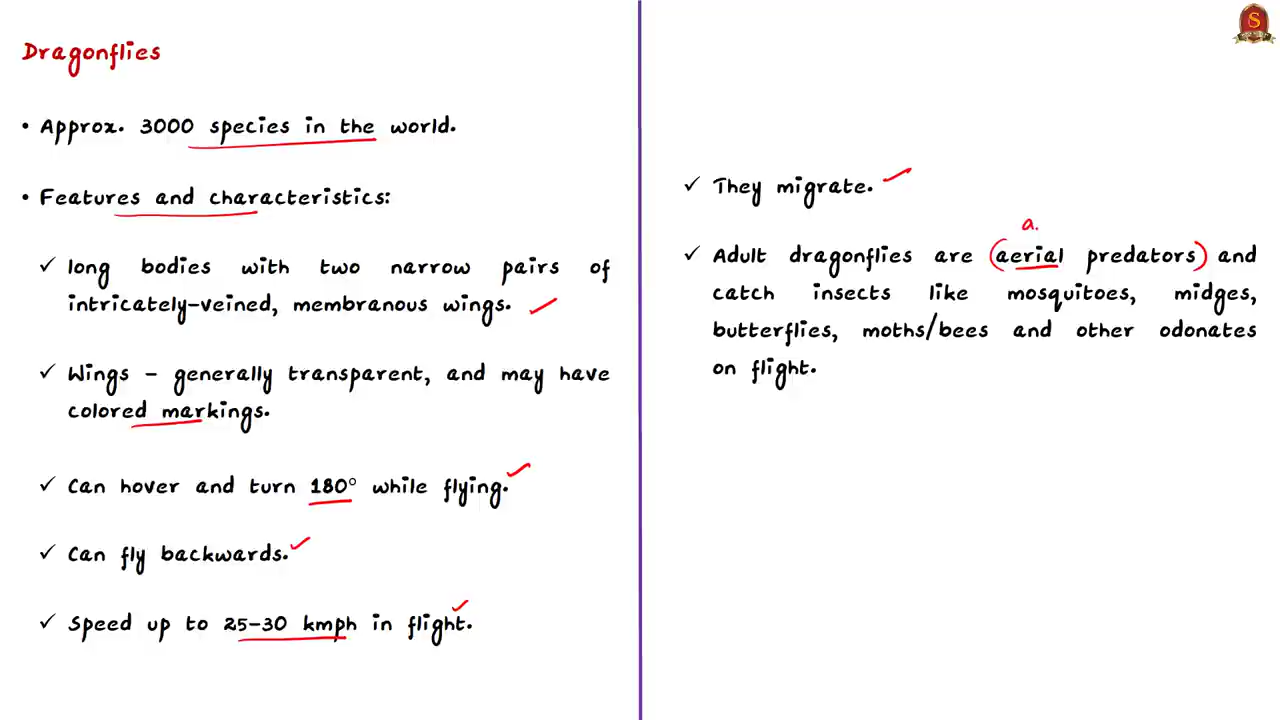 Dragonflies
• Approx. 3000 species in the world.
• Features and characteristics:
✓ long bodies with two narrow pairs of
intricately-veined, membranous wings.
✓ Wings – generally transparent, and may have
colored markings.
✓ Can hover and turn 180° while flying.
✓ Can fly backwards.
✓ Speed up to 25-30 kmph in flight.
S
✓ They migrate.
a.
✓ Adult dragonflies are (aerial predators) and
catch insects like mosquitoes, midges,
butterflies, moths/bees and other odonates
on flight.